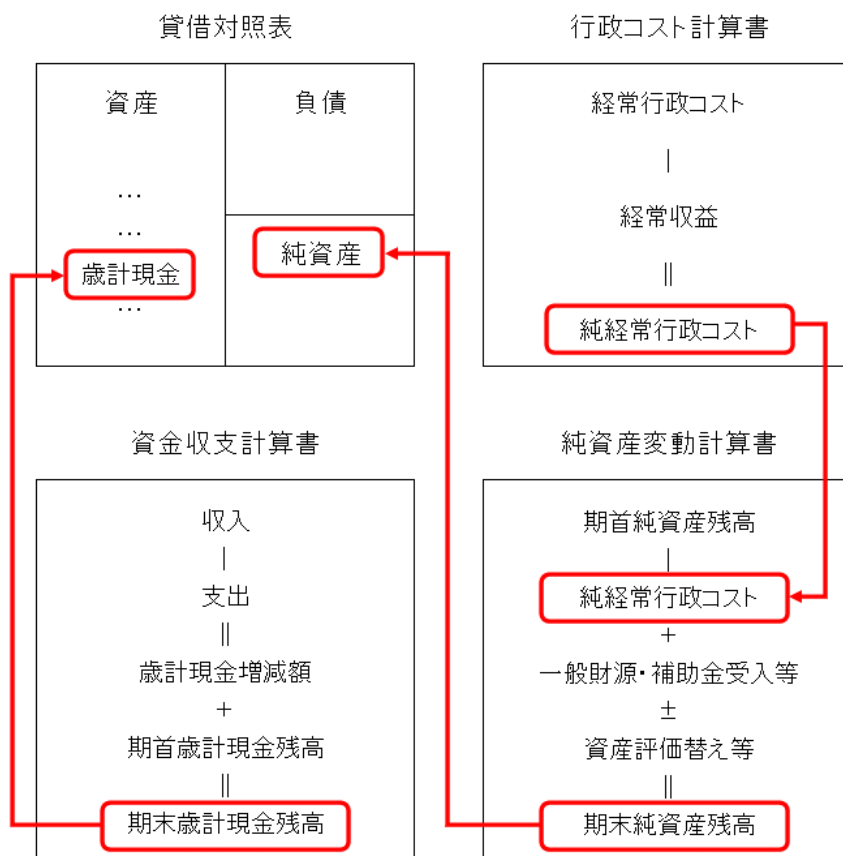 貸借対照表
資産
負債
…
…
歳計現金
…
純資産
行政コスト計算書
経常行政コスト
|
経常収益
||
純経常行政コスト
資金収支計算書
収入
|
支出
||
歳計現金増減額
+
期首歳計現金残高
||
期末歳計現金残高
純資産変動計算書
期首純資産残高
|
純経常行政コスト
+
一般財源・補助金受入等
±
資産評価替え等
||
期末純資産残高